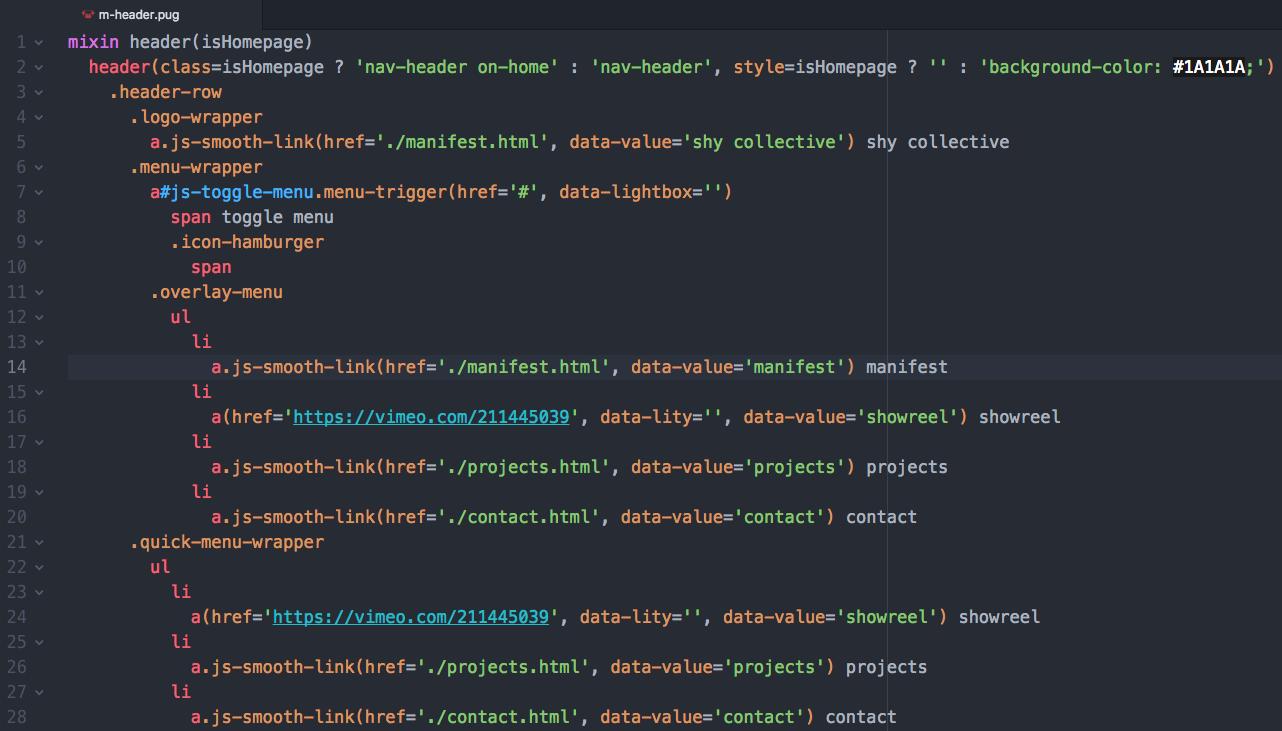 m-header.pug
1 mixin header(isHomepage)
2 header(class=isHomepage ? 'nav-header on-home' : 'nav-header', style=isHomepage ? '' : 'background-color: #1A1A1A;')
3 .header-row
4 .logo-wrapper
5 a.js-smooth-link(href='./manifest.html', data-value='shy collective') shy collective
6 .menu-wrapper
7 a#js-toggle-menu.menu-trigger(href='#', data-lightbox='')
8 span toggle menu
9 .icon-hamburger
10 span
11 .overlay-menu
12 ul
13 li
14 a.js-smooth-link(href='./manifest.html', data-value='manifest') manifest
15 li
16 a(href='https://vimeo.com/211445039', data-lity='', data-value='showreel') showreel
17 li
18 a.js-smooth-link(href='./projects.html', data-value='projects') projects
19 li
20 a.js-smooth-link(href='./contact.html', data-value='contact') contact
21 .quick-menu-wrapper
22 ul
23 li
24 a(href='https://vimeo.com/211445039', data-lity='', data-value='showreel') showreel
25 li
26 a.js-smooth-link(href='./projects.html', data-value='projects') projects
27 li
28 a.js-smooth-link(href='./contact.html', data-value='contact') contact